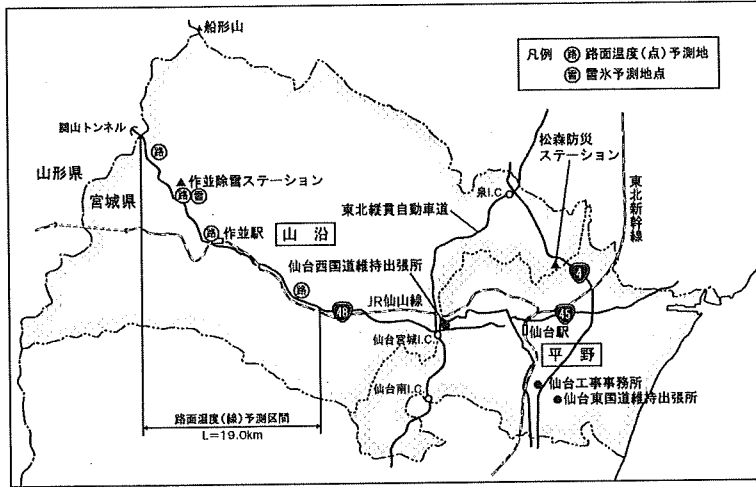 船形山
凡例 路 路面温度(点)予測地
雪 雪氷予測地点
関山トンネル
路
松森防災
ステーション
山形県
宮城県
作並除雪ステーション
路 雪
泉I.C.
東北縦貫自動車道
東北新幹線
路 作並駅
山 沿
仙台西国道維持出張所
4
路
JR仙山線
48
45
仙台駅
仙台宮城I.C.
平 野
仙台南I.C.
仙台工事事務所
仙台東国道維持出張所
路面温度(線)予測区間
L=19.0km